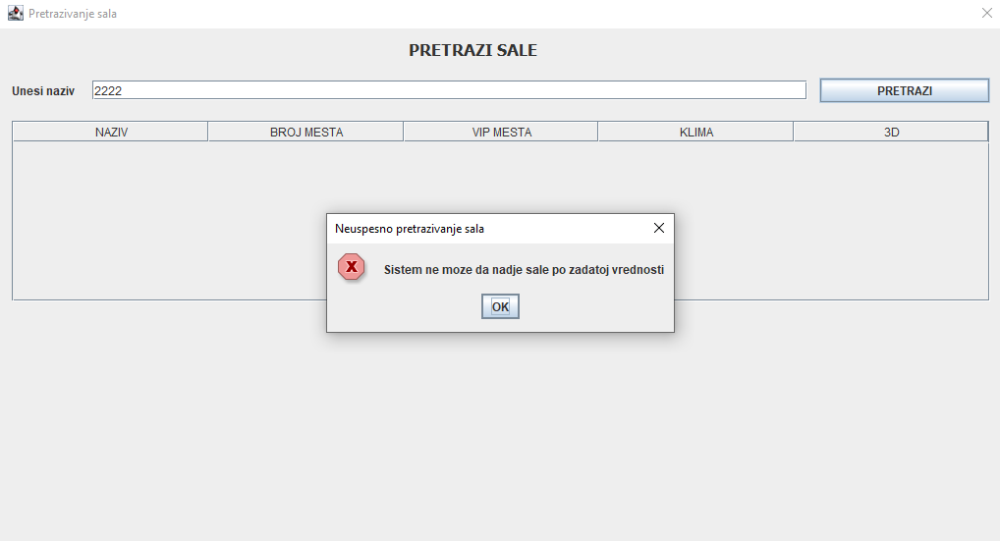 Pretrazivanje sala
PRETRAZI SALE
Unesi naziv 2222 PRETRAZI
NAZIV BROJ MESTA VIP MESTA KLIMA 3D
Neuspesno pretrazivanje sala
Sistem ne moze da nadje sale po zadatoj vrednosti
OK